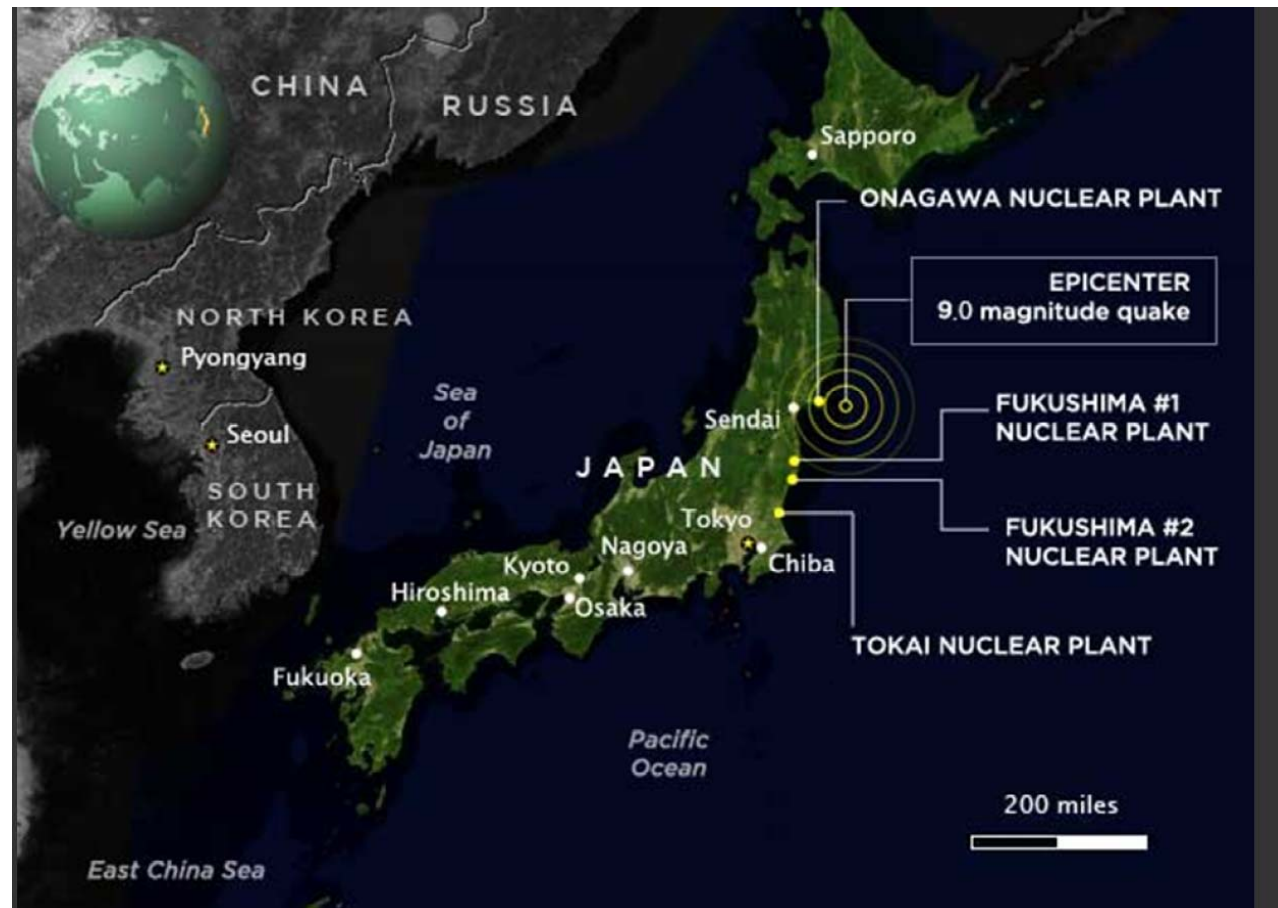 CHINA
RUSSIA
Sapporo
ONAGAWA NUCLEAR PLANT
EPICENTER
9.0 magnitude quake
NORTH KOREA
Pyongyang
Sea
of
Japan
Sendai
FUKUSHIMA #1
NUCLEAR PLANT
Seoul
JAPAN
SOUTH
KOREA
Yellow Sea
Tokyo
FUKUSHIMA #2
NUCLEAR PLANT
Nagoya
Kyoto
Chiba
Hiroshima
Osaka
TOKAI NUCLEAR PLANT
Fukuoka
Pacific
Ocean
200 miles
East China Sea